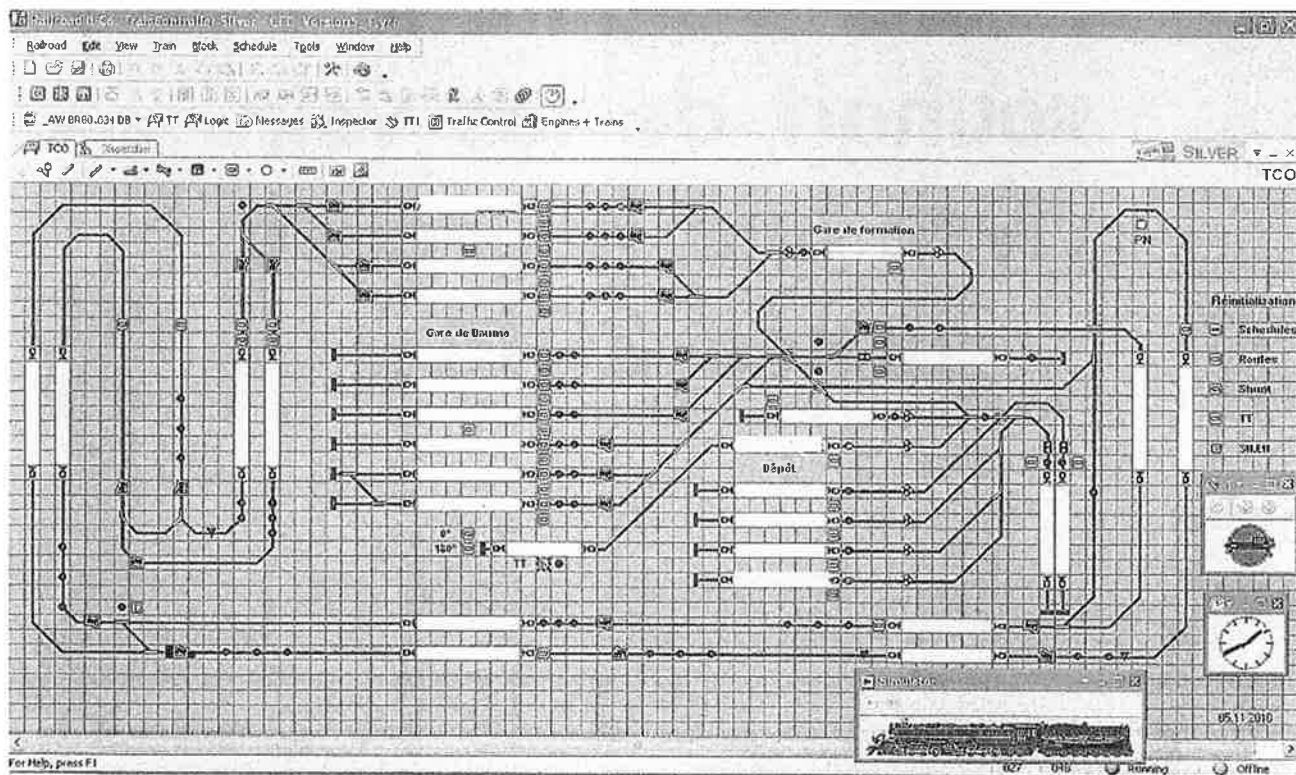 Railroad & Co. TrainController Silver
Railroad Edit View Train Block Schedule Tools Window Help
TT Logic Messages Inspector TTI Traffic Control Engines + Trains
TCO Dispatcher
SILVER
TCO
Gare de formation
PN
Réinitialization
Gare de Baume
Schedules
Routes
Shunt
TT
Dépôt
0°
180°
TT
Simulator
05.11.2010
For Help, press F1
Running
Offline